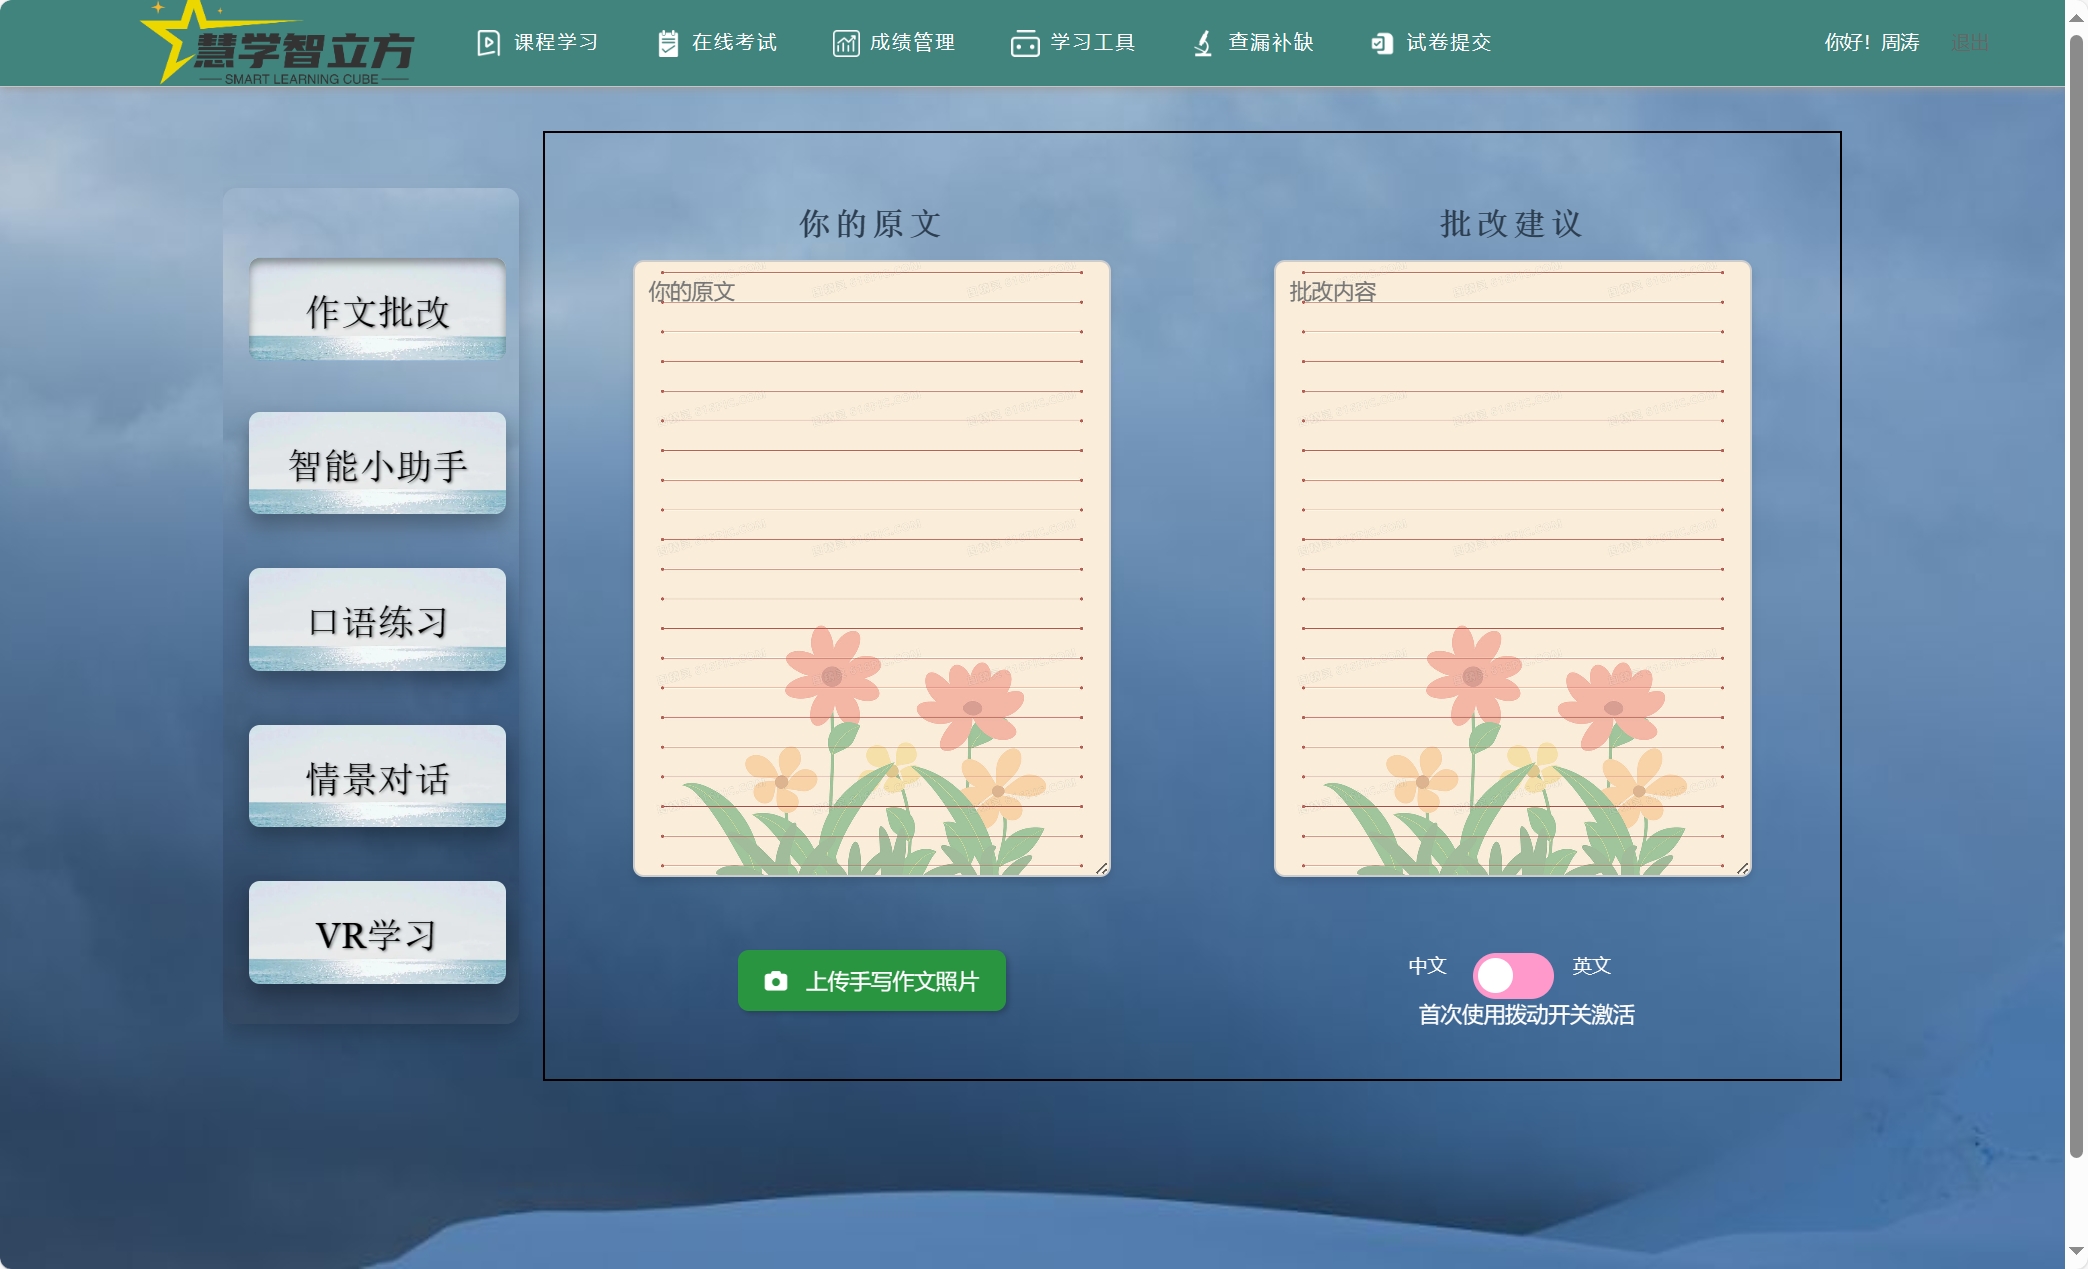 慧学智立方
SMART LEARNING CUBE
课程学习
在线考试
成绩管理
学习工具
查漏补缺
试卷提交
你好！周涛
退出
作文批改
智能小助手
口语练习
情景对话
VR学习
你的原文
你的原文
上传手写作文照片
批改建议
批改内容
中文
英文
首次使用拨动开关激活